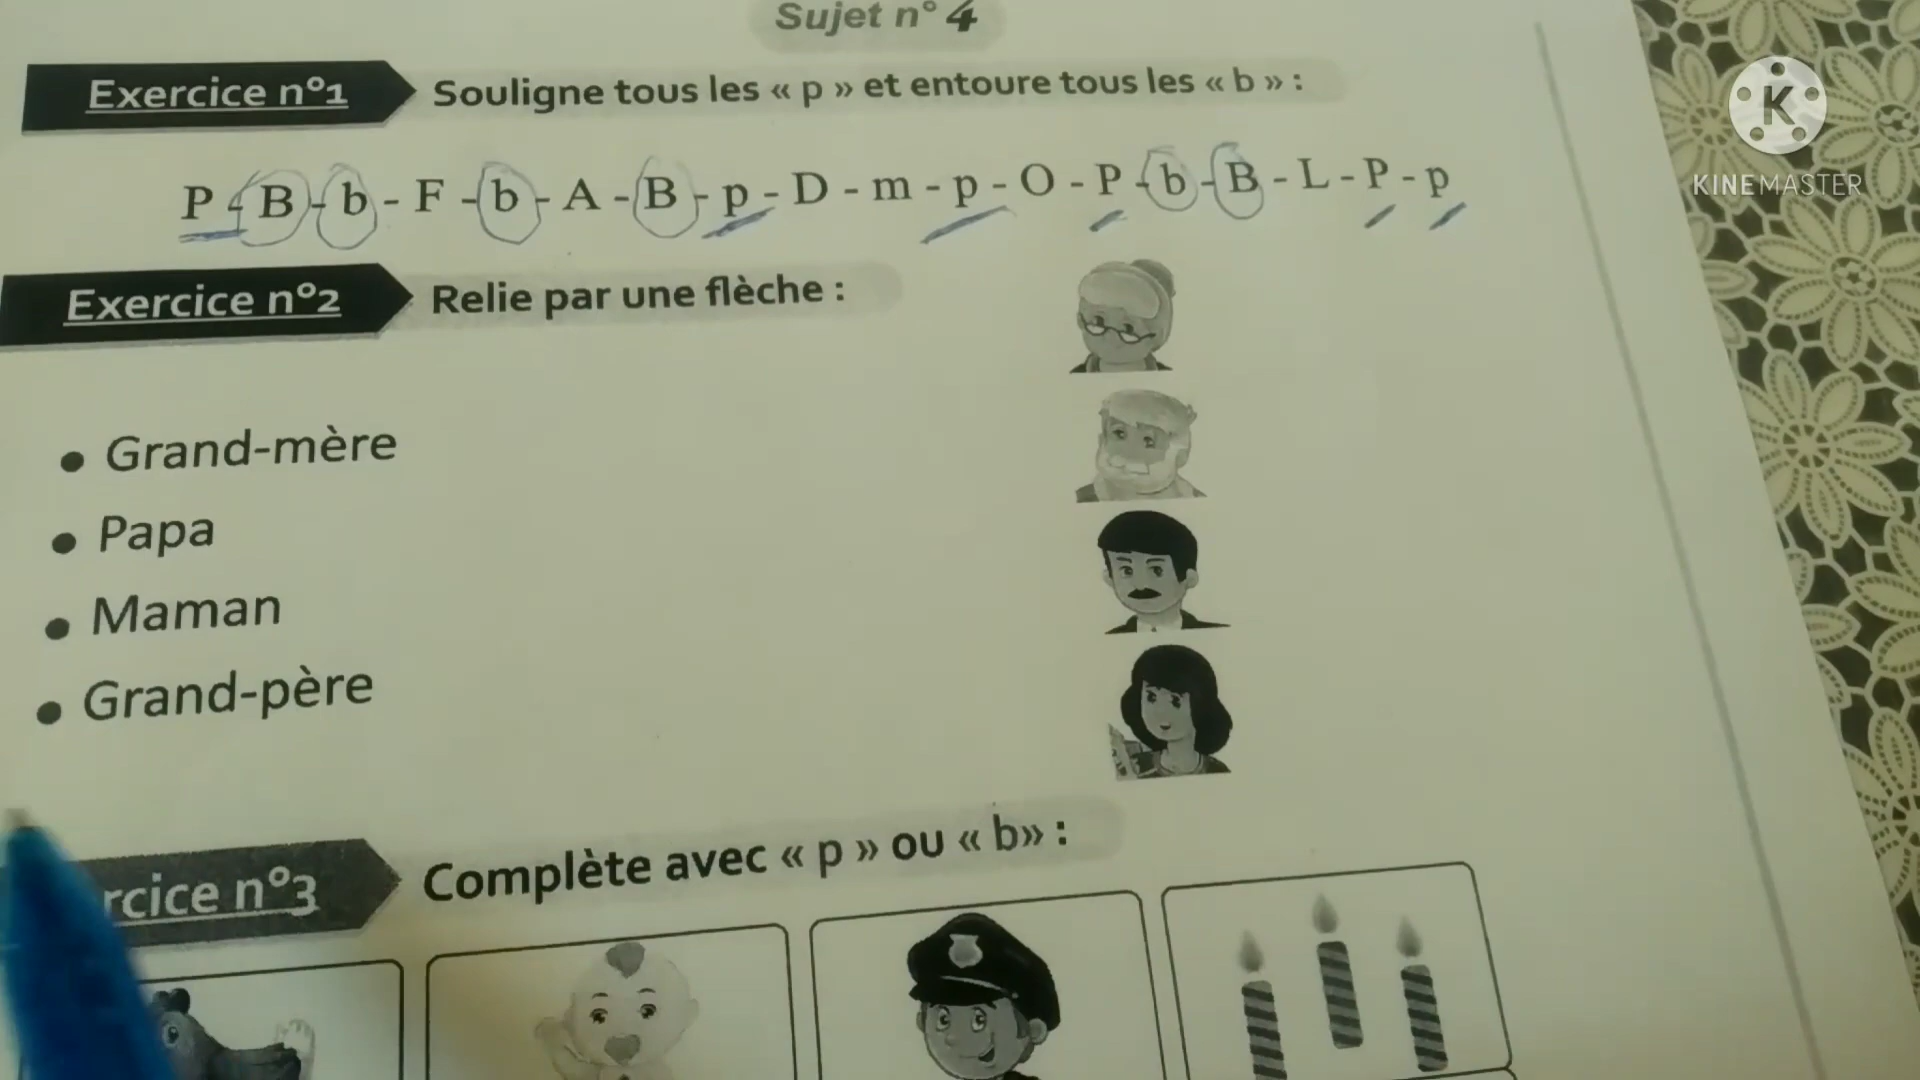 Sujet n° 4
Exercice n°1 Souligne tous les « p » et entoure tous les « b » :
P - B - b - F - b - A - B - p - D - m - p - O - P - b - B - L - P - p
Exercice n°2 Relie par une flèche :
• Grand-mère
• Papa
• Maman
• Grand-père
rcice n°3 Complète avec « p » ou « b» :
K
KINEMASTER